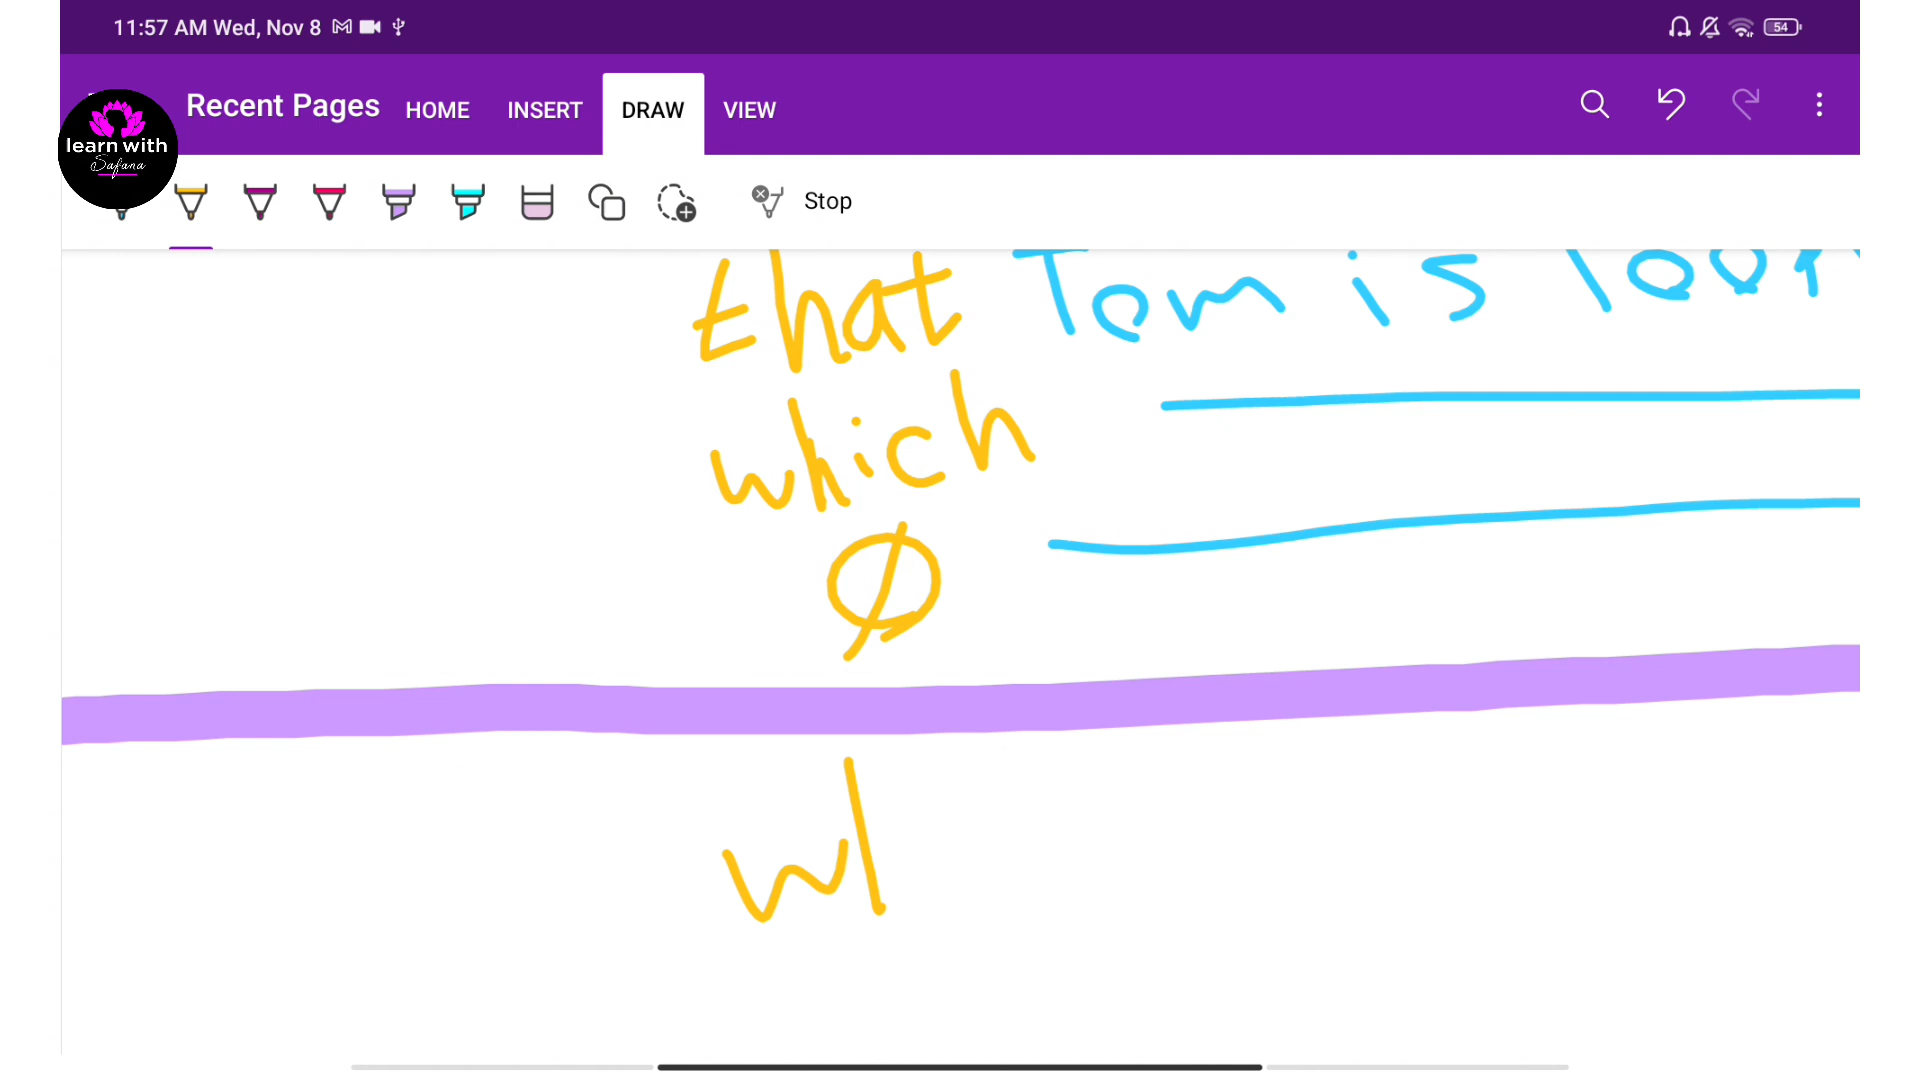 11:57 AM Wed, Nov 8
54
Recent Pages HOME INSERT DRAW VIEW
learn with
Safana
Stop
that Tom is
which
Ø